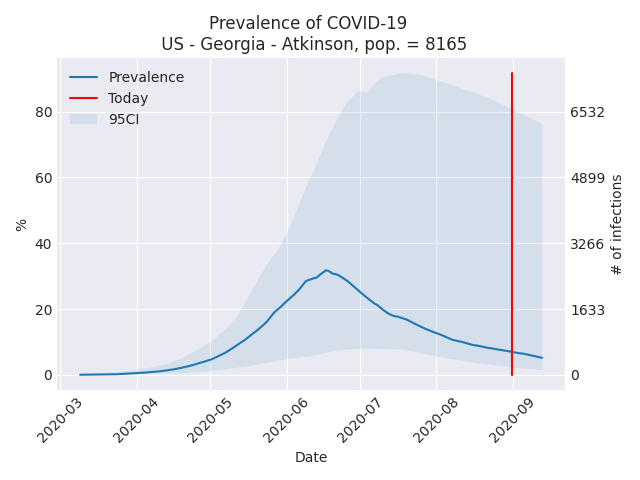 Prevalence of COVID-19
US - Georgia - Atkinson, pop. = 8165
Prevalence
Today
95CI
%
80
60
40
20
0
6532
4899
3266
1633
0
# of infections
2020-03
2020-04
2020-05
2020-06
2020-07
2020-08
2020-09
Date